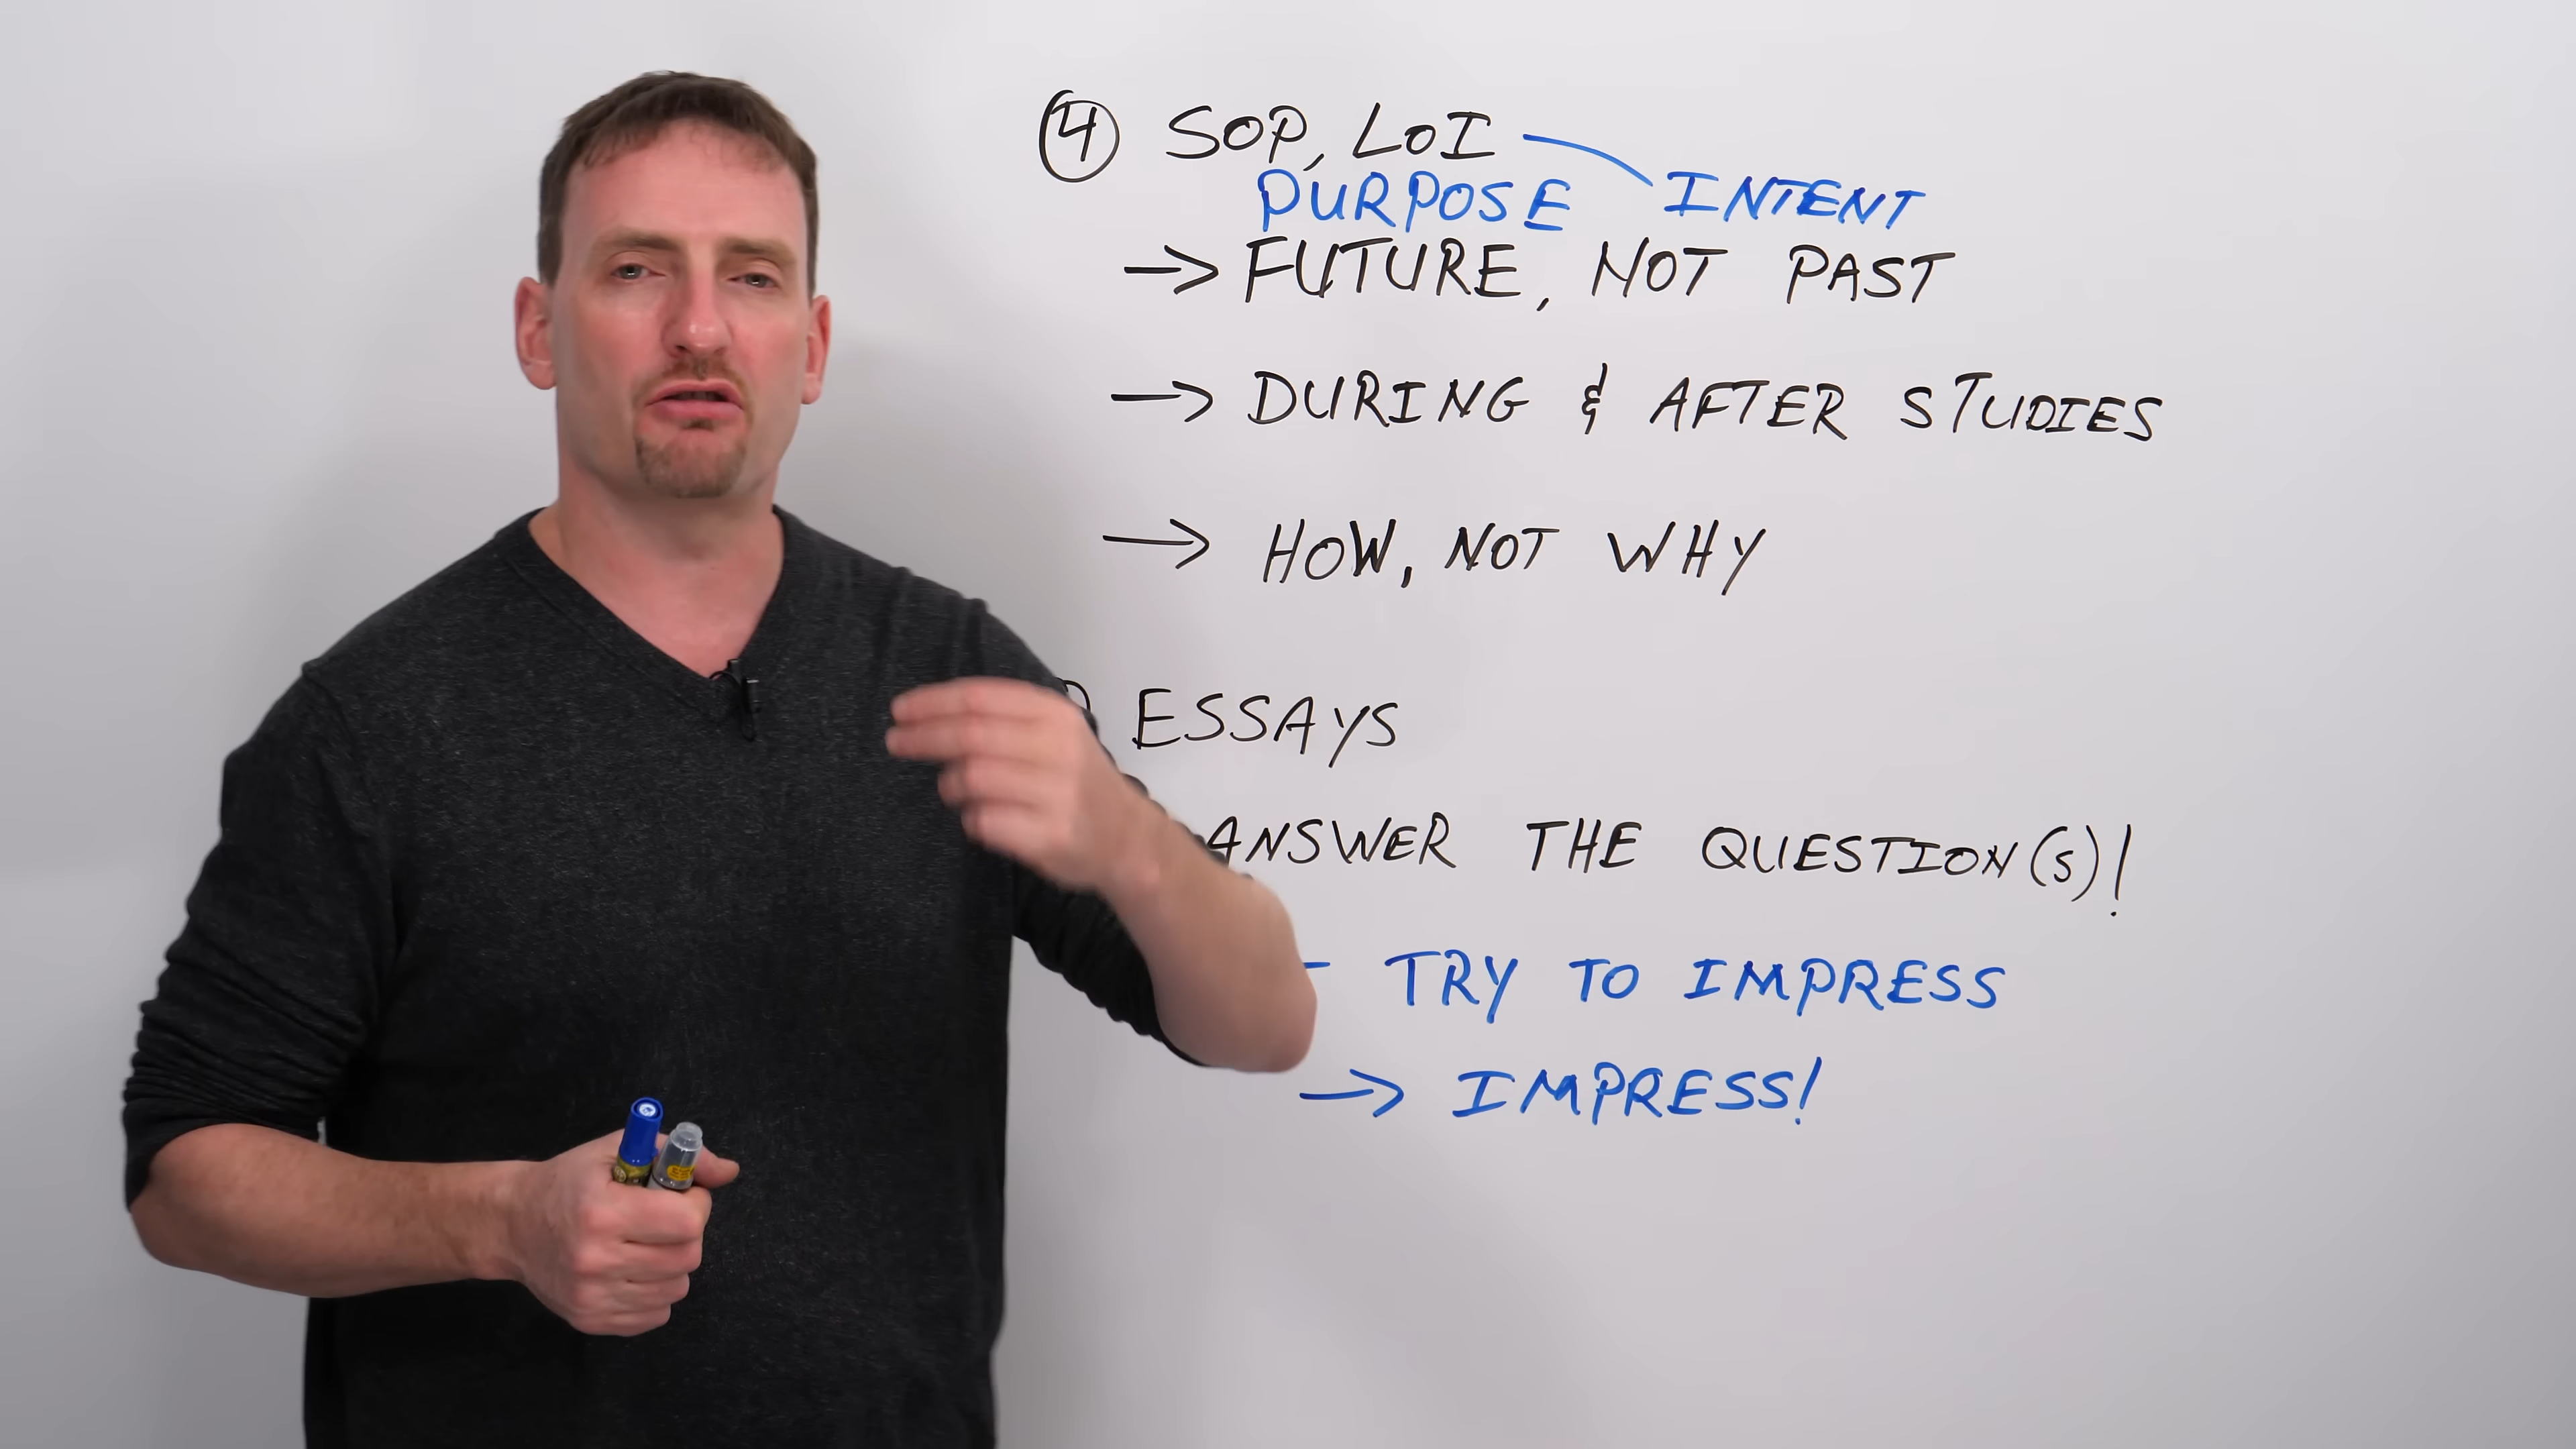 ④ SOP, LOI
PURPOSE INTENT
→ FUTURE, NOT PAST
→ DURING & AFTER STUDIES
→ HOW, NOT WHY
ESSAYS
ANSWER THE QUESTION(S)!
- TRY TO IMPRESS
→ IMPRESS!